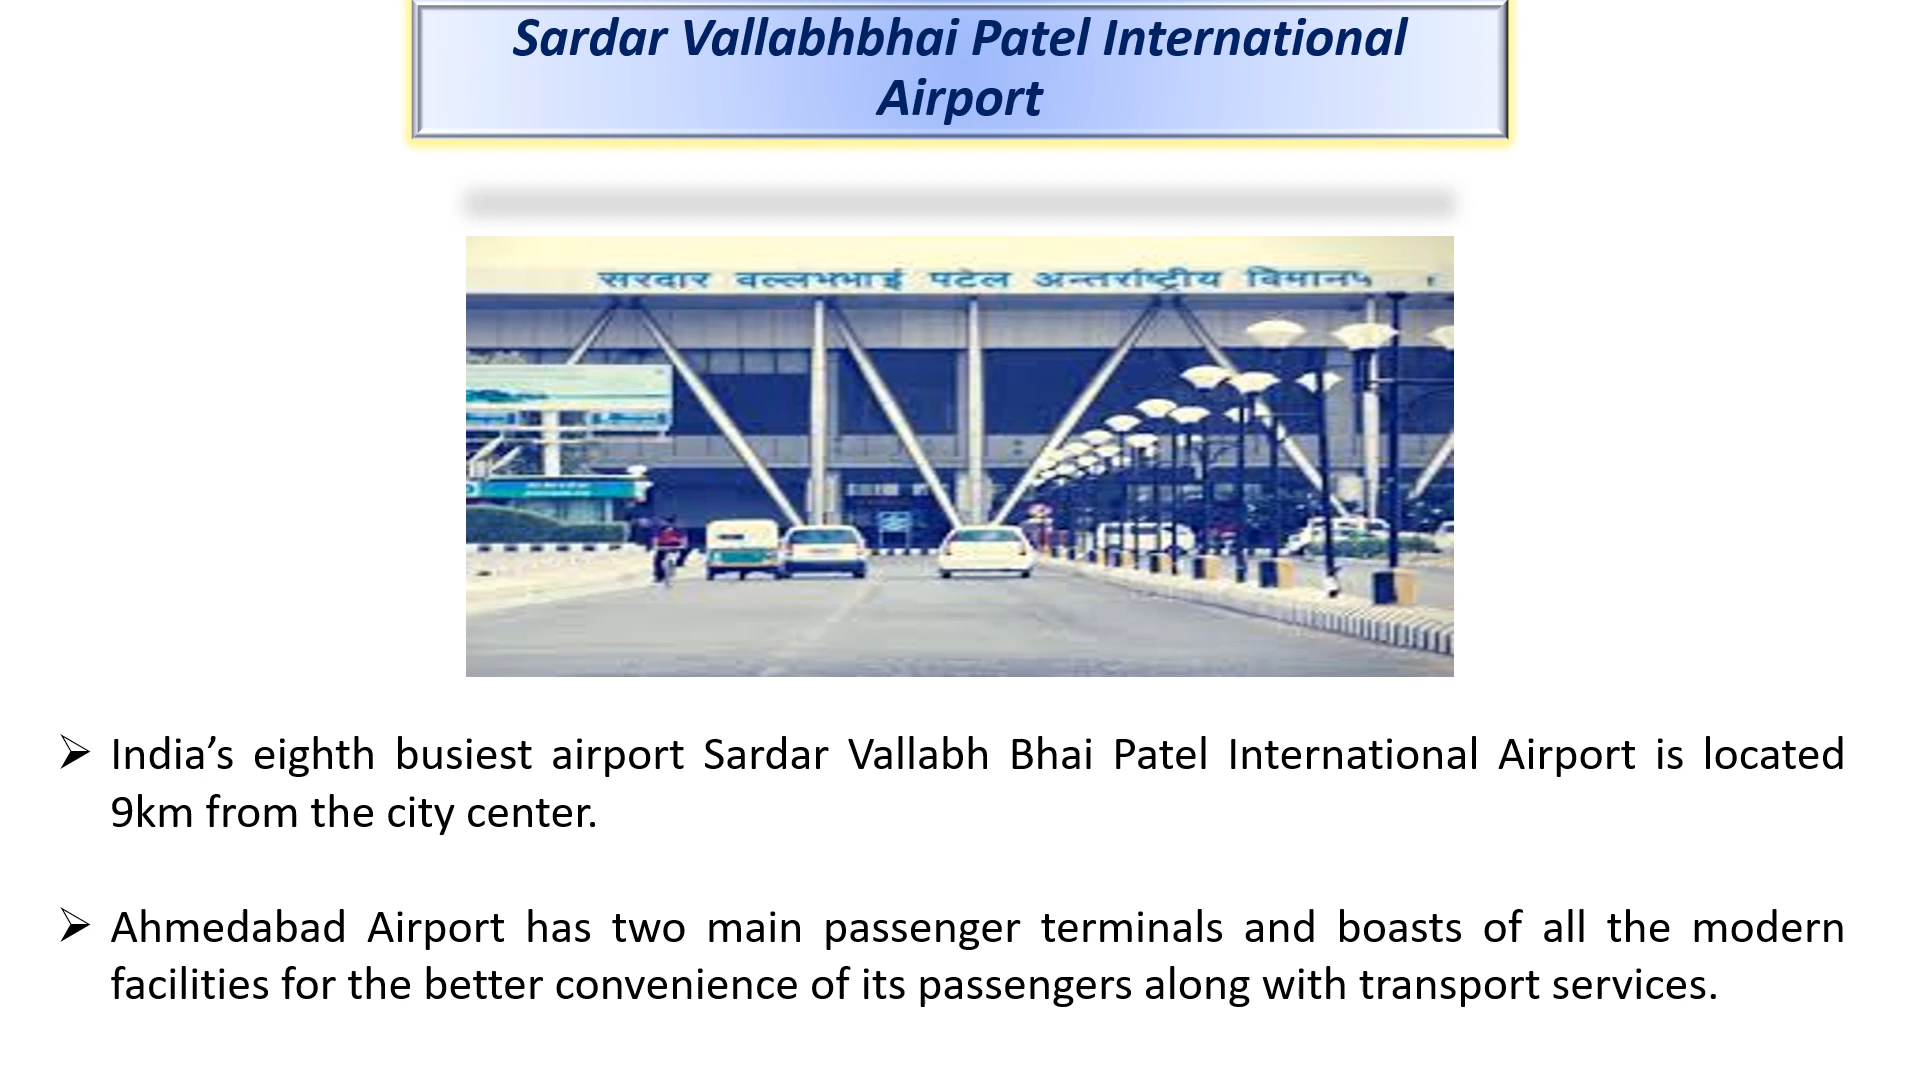 Sardar Vallabhbhai Patel International
Airport
सरदार वल्लभभाई पटेल अन्तर्राष्ट्रीय
➢ India’s eighth busiest airport Sardar Vallabh Bhai Patel International Airport is located
9km from the city center.
➢ Ahmedabad Airport has two main passenger terminals and boasts of all the modern
facilities for the better convenience of its passengers along with transport services.